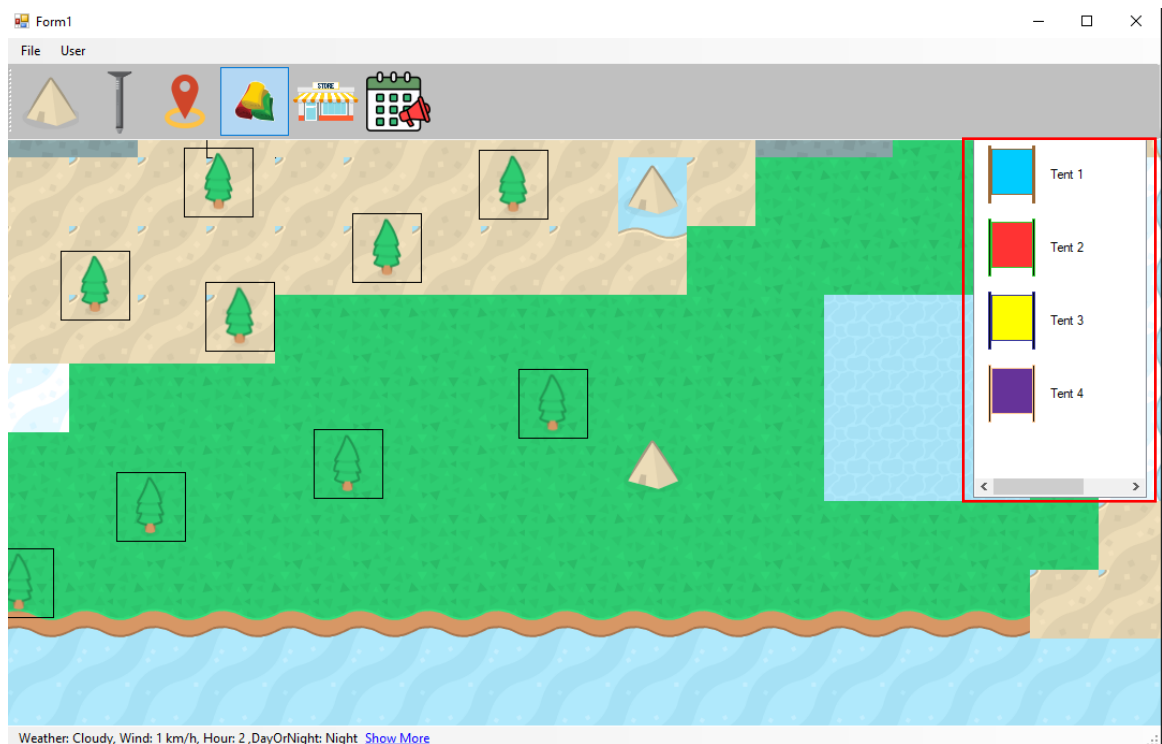 Form1
File User
STORE
Tent 1
Tent 2
Tent 3
Tent 4
Weather: Cloudy, Wind: 1 km/h, Hour: 2 ,DayOrNight: Night Show More